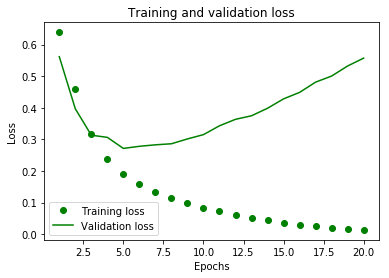 Training and validation loss
Loss
0.6
0.5
0.4
0.3
0.2
0.1
0.0
Training loss
Validation loss
2.5 5.0 7.5 10.0 12.5 15.0 17.5 20.0
Epochs